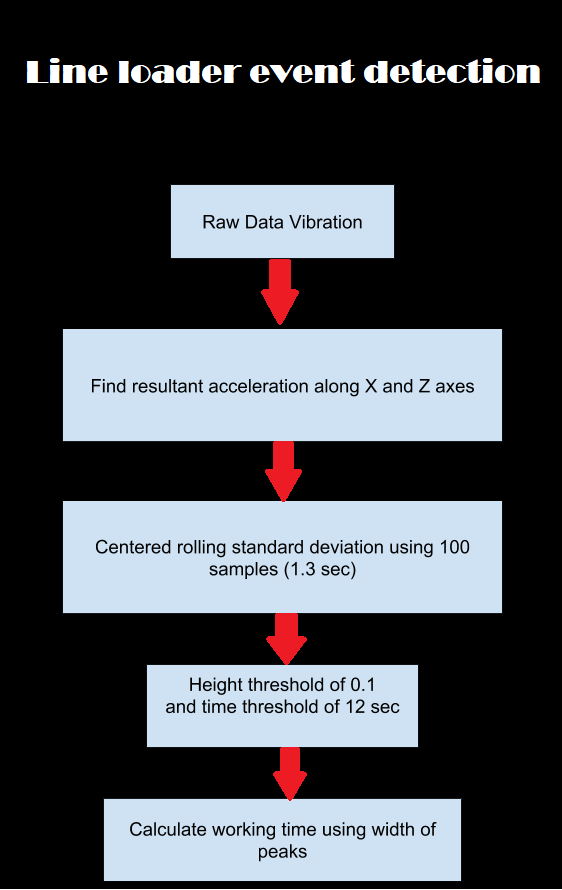 Line loader event detection
Raw Data Vibration
Find resultant acceleration along X and Z axes
Centered rolling standard deviation using 100
samples (1.3 sec)
Height threshold of 0.1
and time threshold of 12 sec
Calculate working time using width of
peaks